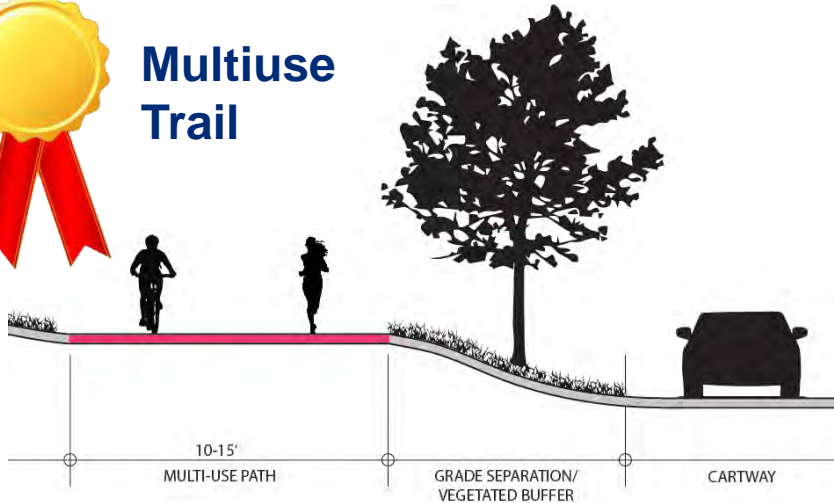 Multiuse
Trail
10-15'
MULTI-USE PATH
GRADE SEPARATION/
VEGETATED BUFFER
CARTWAY